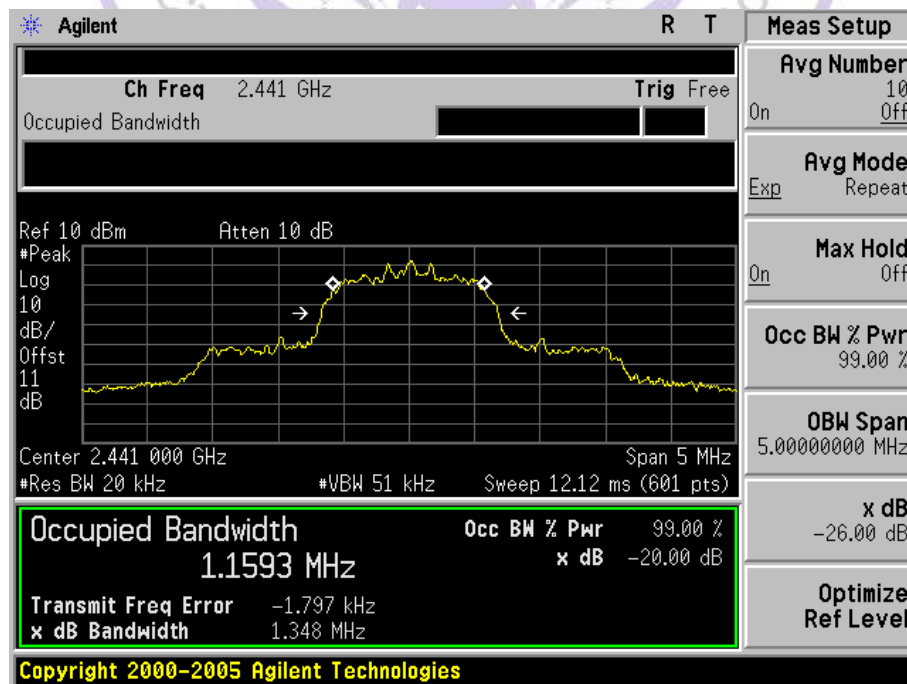 Agilent R T
Meas Setup
Avg Number
10
On Off
Ch Freq 2.441 GHz Trig Free
Occupied Bandwidth
Avg Mode
Exp Repeat
Max Hold
On Off
Occ BW % Pwr
99.00 %
OBW Span
5.00000000 MHz
x dB
-26.00 dB
Optimize
Ref Level
Ref 10 dBm Atten 10 dB
#Peak
Log
10
dB/
Offst
11
dB
Center 2.441 000 GHz Span 5 MHz
#Res BW 20 kHz #VBW 51 kHz Sweep 12.12 ms (601 pts)
Occupied Bandwidth
1.1593 MHz
Occ BW % Pwr 99.00 %
x dB -20.00 dB
Transmit Freq Error -1.797 kHz
x dB Bandwidth 1.348 MHz
Copyright 2000-2005 Agilent Technologies